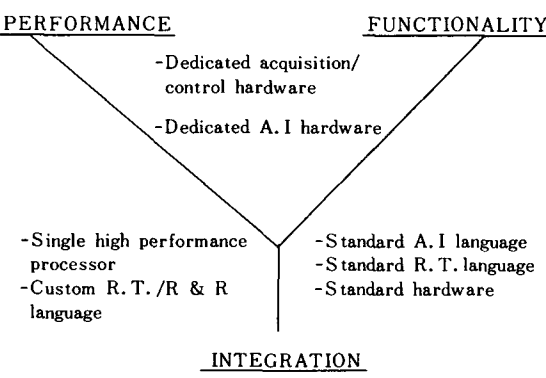 PERFORMANCE
FUNCTIONALITY
-Dedicated acquisition/
control hardware
-Dedicated A.I hardware
-Single high performance
processor
-Custom R.T./R & R
language
-Standard A.I language
-Standard R.T.language
-Standard hardware
INTEGRATION